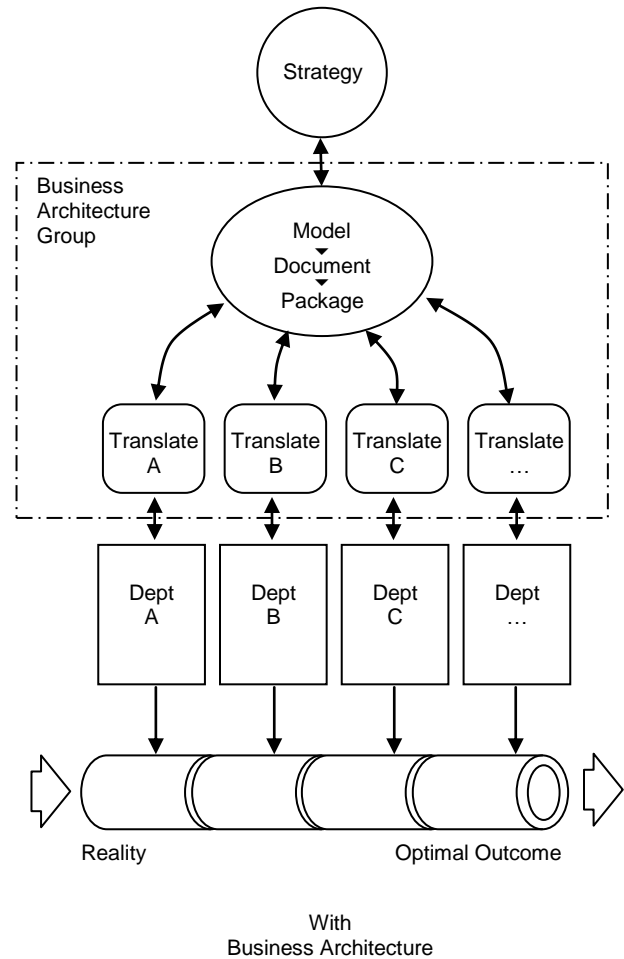 Strategy
Business
Architecture
Group
Model
Document
Package
Translate
A
Translate
B
Translate
C
Translate
…
Dept
A
Dept
B
Dept
C
Dept
…
Reality
Optimal Outcome
With
Business Architecture